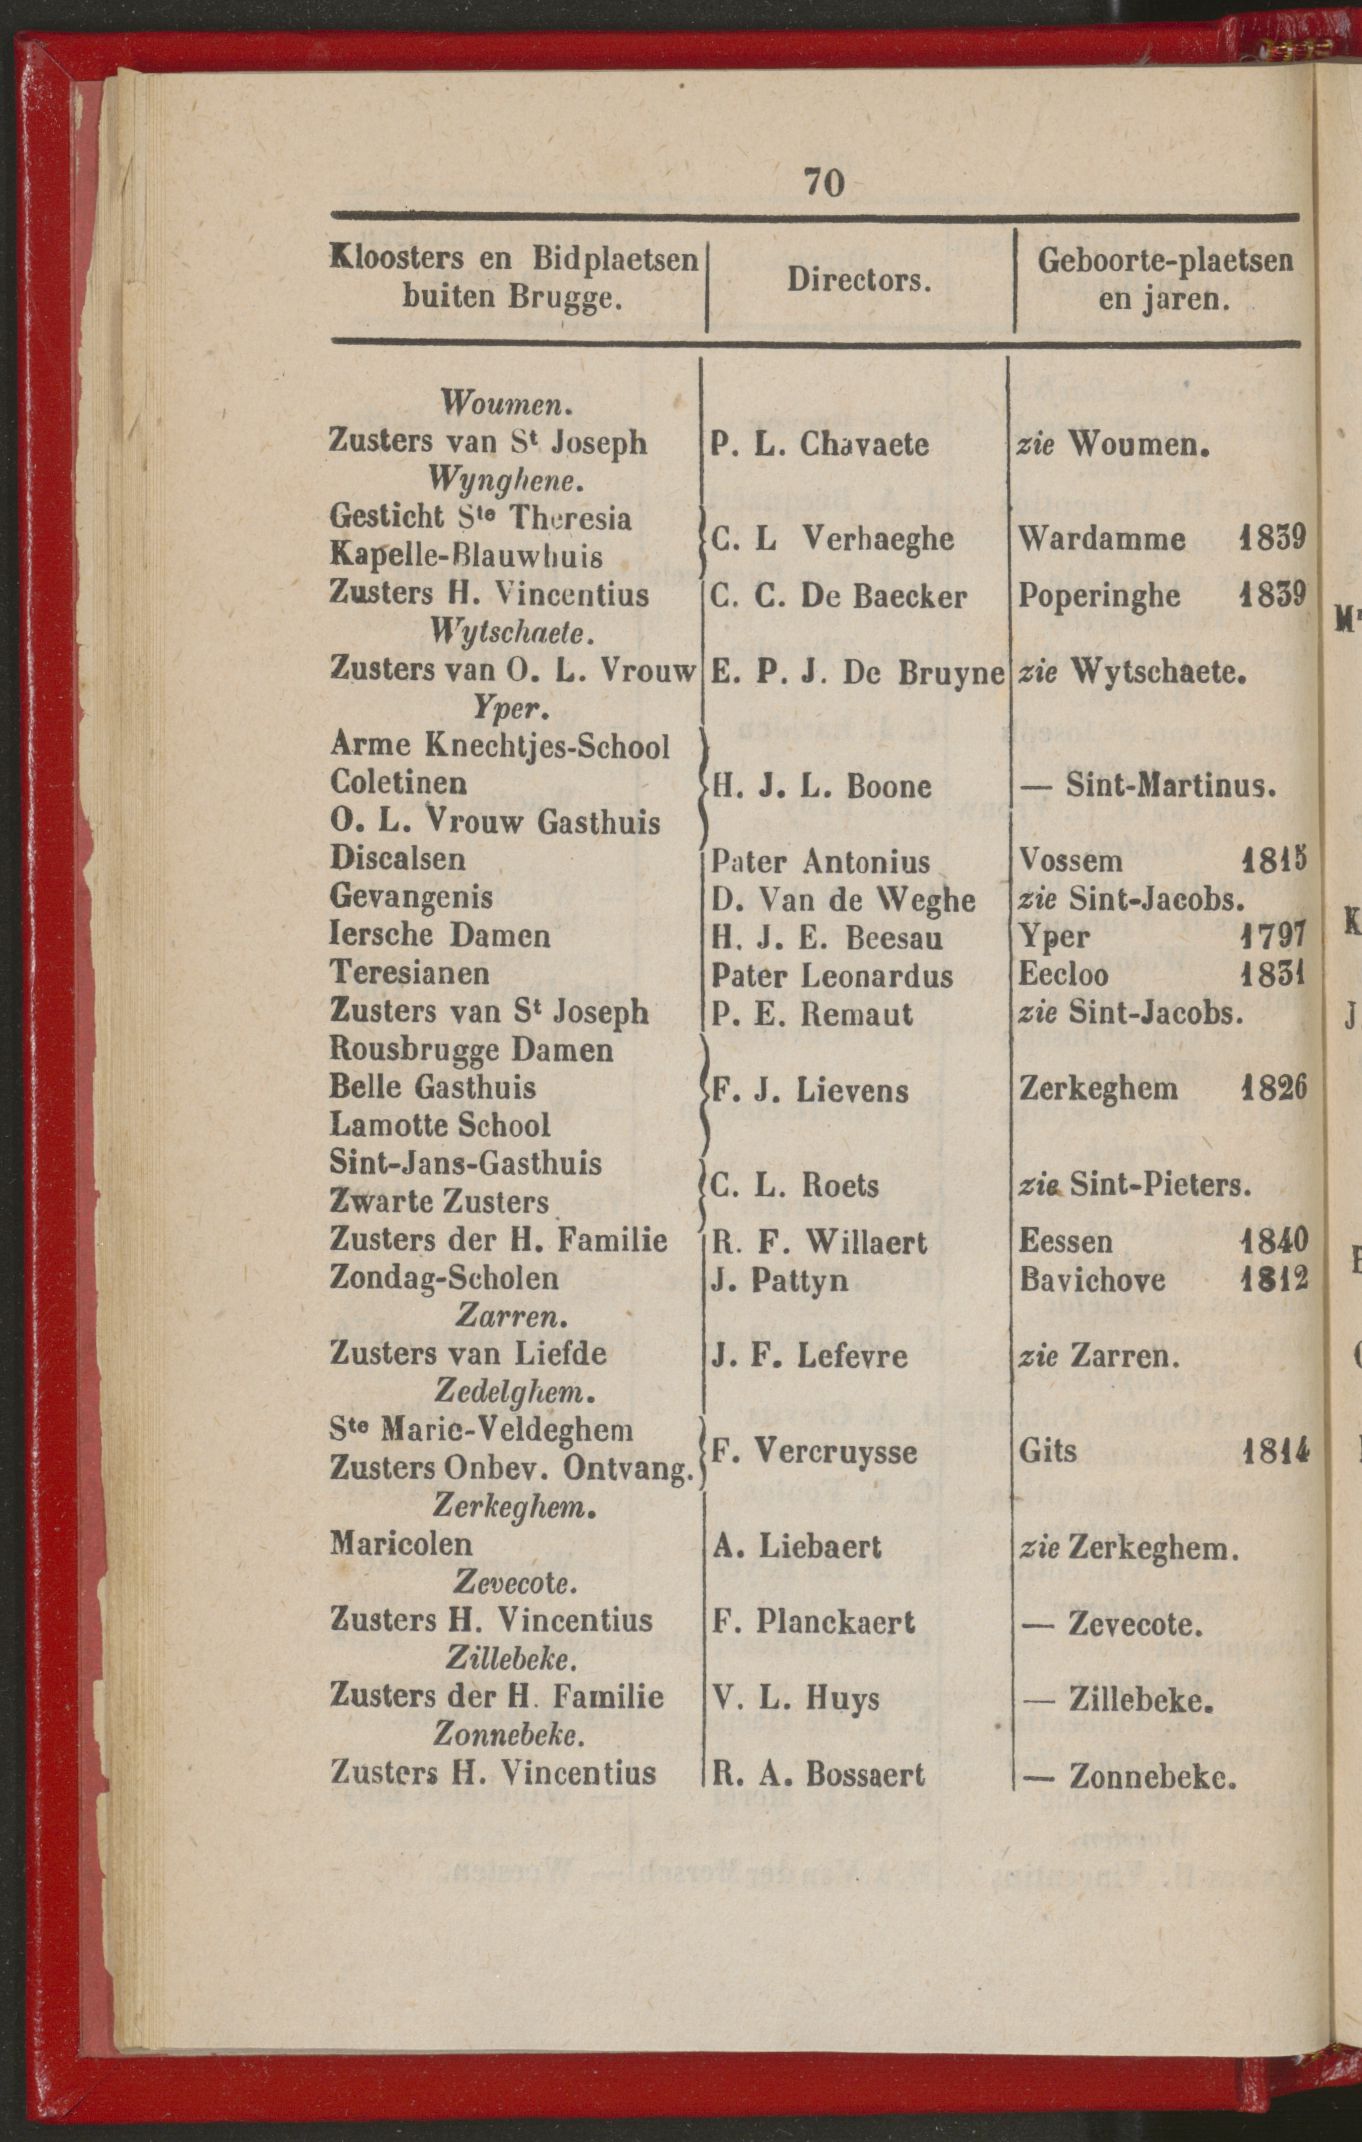 70
Kloosters en Bidplaetsen buiten Brugge. Directors. Geboorte-plaetsen en jaren.
Woumen.
Zusters van St Joseph P. L. Chavaete zie Woumen.
Wynghene.
Gesticht Ste Theresia
Kapelle-Blauwhuis } C. L Verhaeghe Wardamme 1839
Zusters H. Vincentius C. C. De Baecker Poperinghe 1839
Wytschaete.
Zusters van O. L. Vrouw E. P. J. De Bruyne zie Wytschaete.
Yper.
Arme Knechtjes-School
Coletinen } H. J. L. Boone — Sint-Martinus.
O. L. Vrouw Gasthuis
Discalsen Pater Antonius Vossem 1815
Gevangenis D. Van de Weghe zie Sint-Jacobs.
Iersche Damen H. J. E. Beesau Yper 1797
Teresianen Pater Leonardus Eecloo 1831
Zusters van St Joseph P. E. Remaut zie Sint-Jacobs.
Rousbrugge Damen
Belle Gasthuis } F. J. Lievens Zerkeghem 1826
Lamotte School
Sint-Jans-Gasthuis
Zwarte Zusters } C. L. Roets zie Sint-Pieters.
Zusters der H. Familie R. F. Willaert Eessen 1840
Zondag-Scholen J. Pattyn Bavichove 1812
Zarren.
Zusters van Liefde J. F. Lefevre zie Zarren.
Zedelghem.
Ste Marie-Veldeghem
Zusters Onbev. Ontvang. } F. Vercruysse Gits 1814
Zerkeghem.
Maricolen A. Liebaert zie Zerkeghem.
Zevecote.
Zusters H. Vincentius F. Planckaert — Zevecote.
Zillebeke.
Zusters der H. Familie V. L. Huys — Zillebeke.
Zonnebeke.
Zusters H. Vincentius R. A. Bossaert — Zonnebeke.